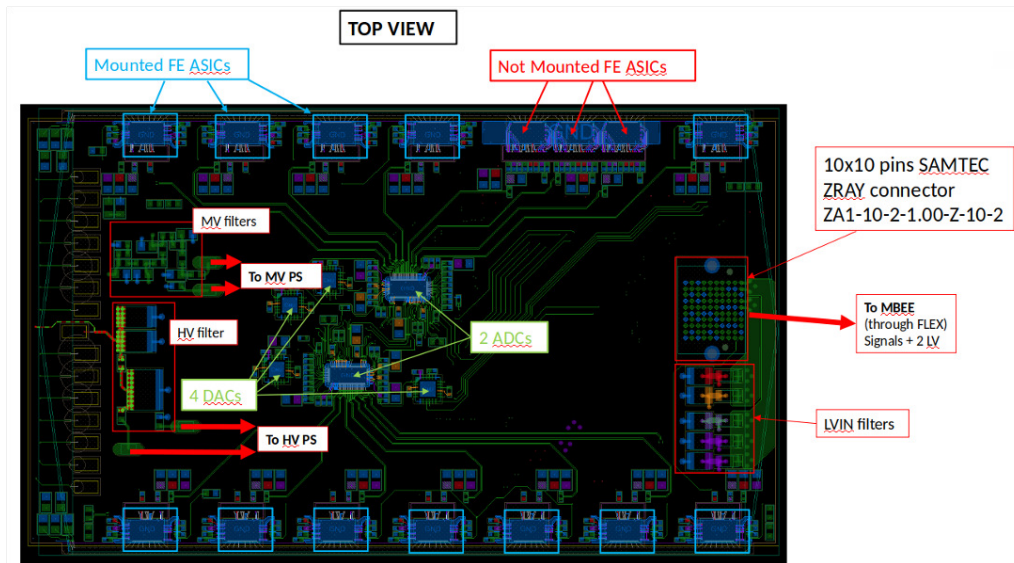 TOP VIEW
Mounted FE ASICs
Not Mounted FE ASICs
10x10 pins SAMTEC
ZRAY connector
ZA1-10-2-1.00-Z-10-2
MV filters
To MV PS
HV filter
2 ADCs
4 DACs
To HV PS
To MBEE
(through FLEX)
Signals + 2 LV
LVIN filters